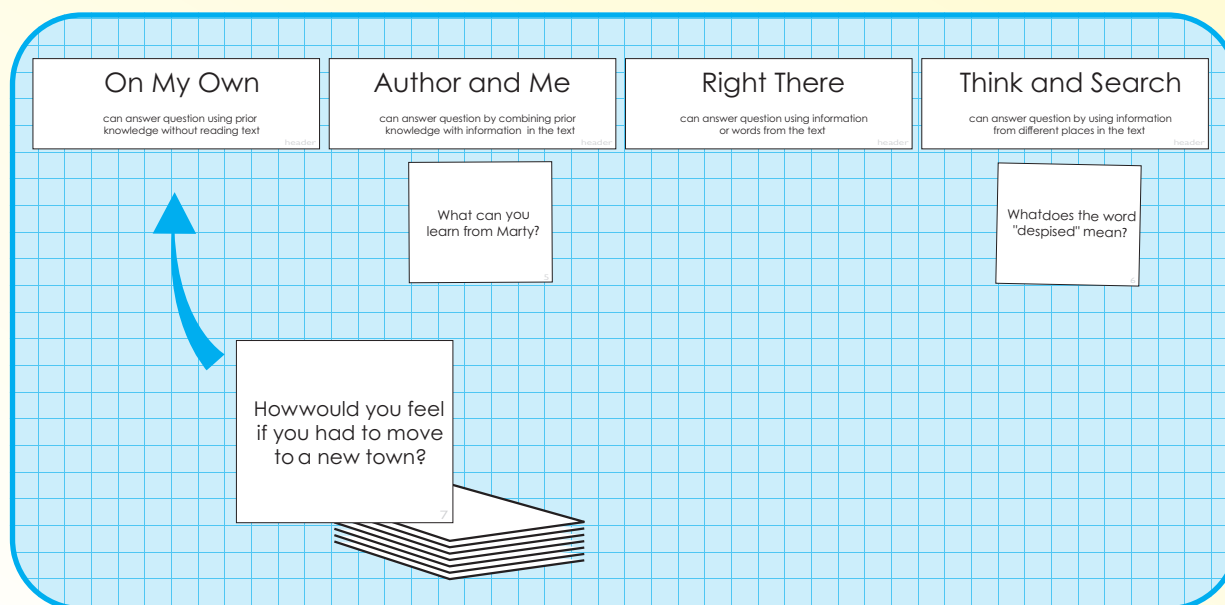 On My Own
can answer question using prior
knowledge without reading text
header
Author and Me
can answer question by combining prior
knowledge with information in the text
header
Right There
can answer question using information
or words from the text
header
Think and Search
can answer question by using information
from different places in the text
header
What can you
learn from Marty?
5
Whatdoes the word
"despised" mean?
6
Howwould you feel
if you had to move
to a new town?
7